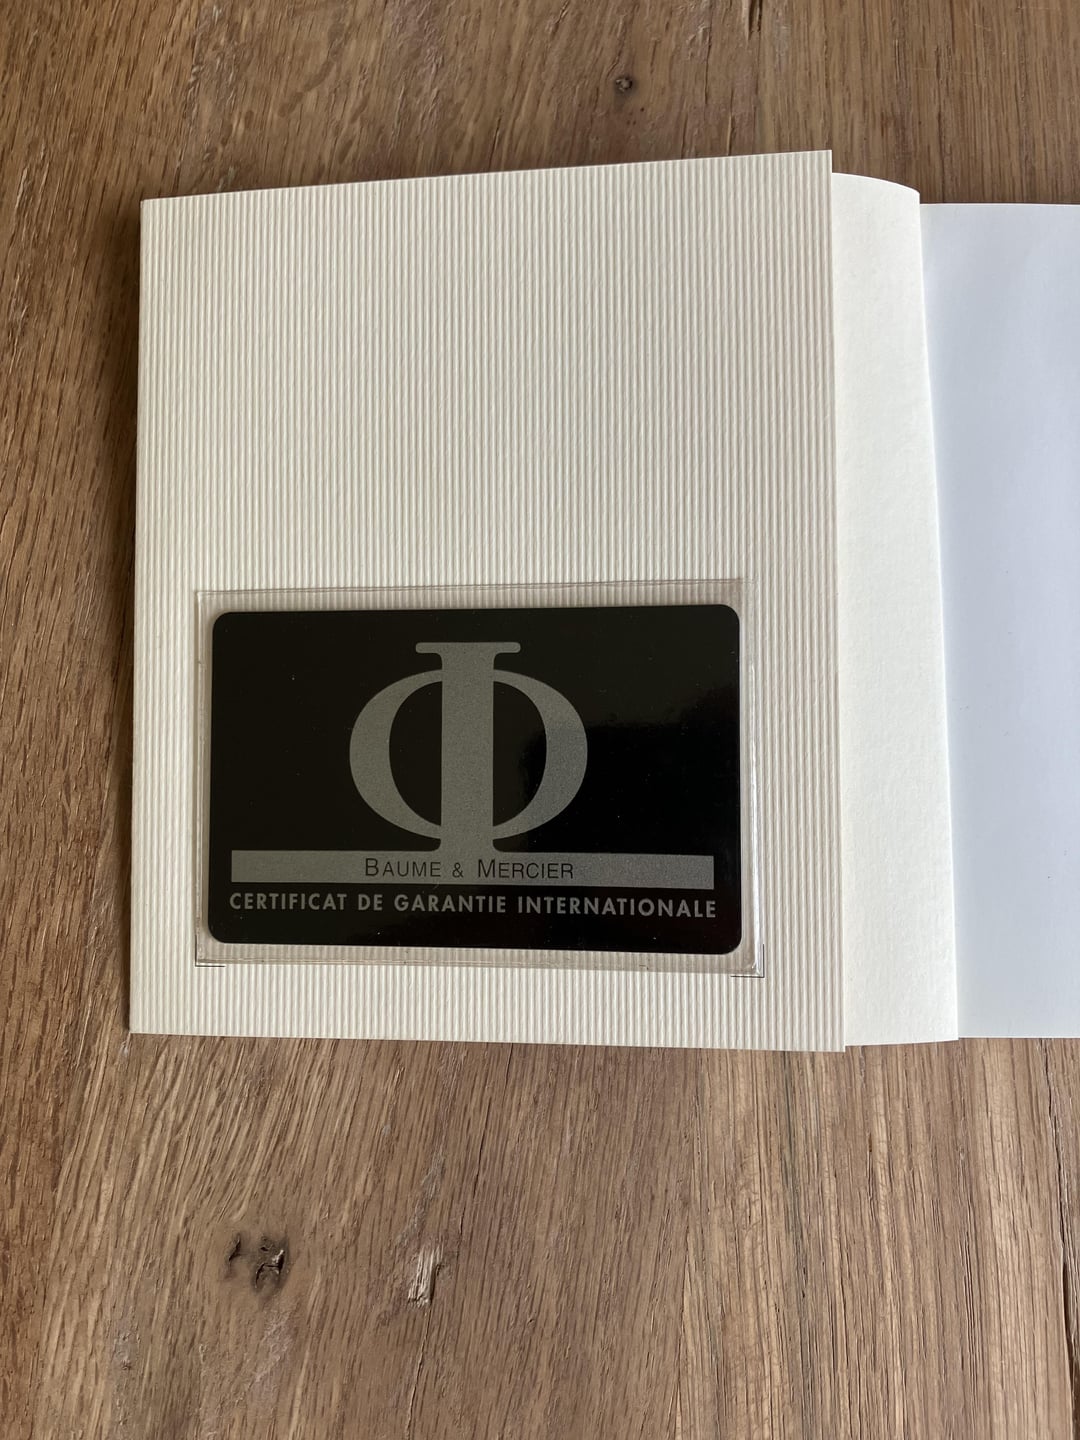 Φ
BAUME & MERCIER
CERTIFICAT DE GARANTIE INTERNATIONALE